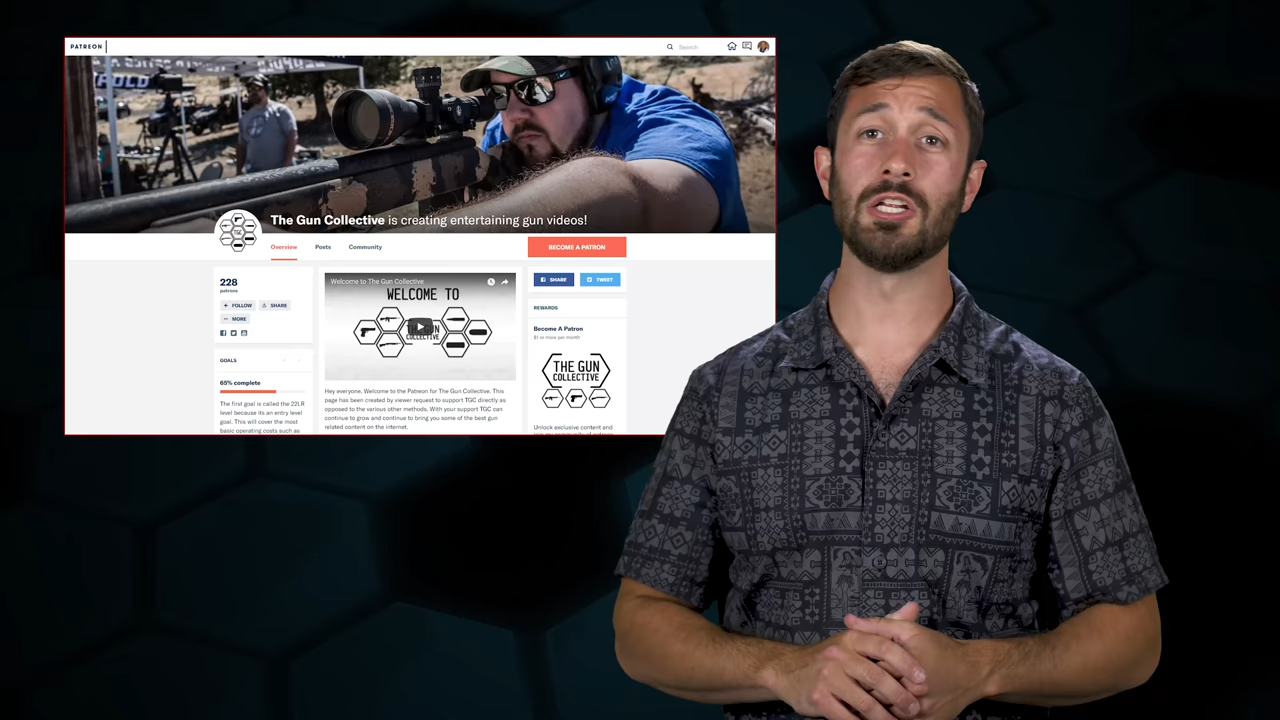 PATREON
Search
The Gun Collective is creating entertaining gun videos!
TGC
Overview
Posts
Community
BECOME A PATRON
228
patrons
FOLLOW
SHARE
MORE
GOALS
65% complete
The first goal is called the 22LR
level because its an entry level
goal. This will cover the most
basic operating costs such as
Welcome to The Gun Collective
WELCOME TO
THE GUN
COLLECTIVE
Hey everyone, Welcome to the Patreon for The Gun Collective. This
page has been created by viewer request to support TGC directly as
opposed to the various other methods. With your support TGC can
continue to grow and continue to bring you some of the best gun
related content on the internet.
SHARE
TWEET
REWARDS
Become A Patron
$1 or more per month
THE GUN
COLLECTIVE
Unlock exclusive content and